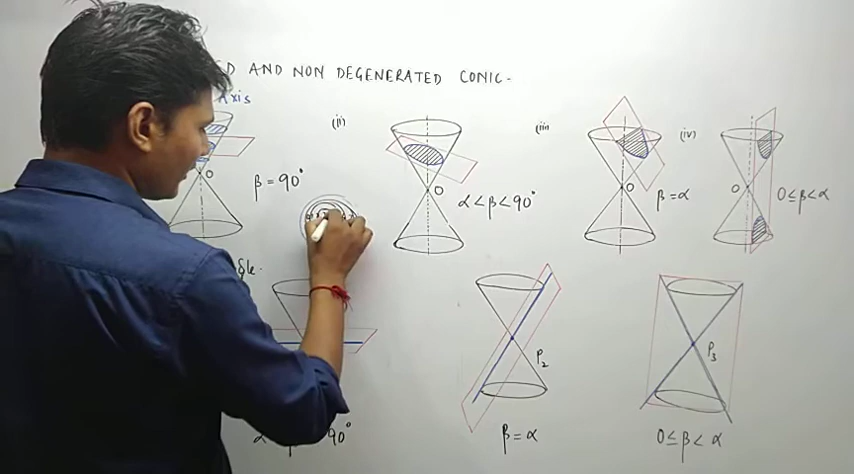 D AND NON DEGENERATED CONIC-
Axis
(ii)
(iii)
(iv)
O
β = 90°
O
α < β < 90°
O
β = α
O
0 ≤ β < α
P2
P3
90°
β = α
0 ≤ β < α